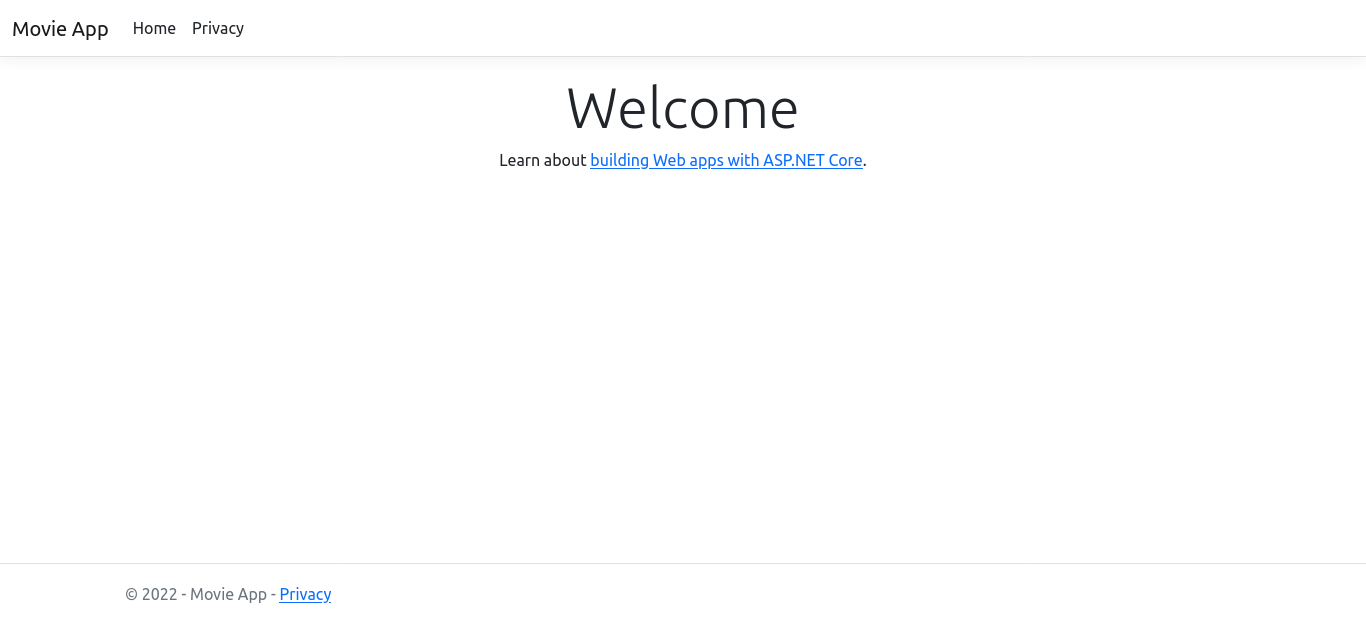 Movie App Home Privacy
Welcome
Learn about building Web apps with ASP.NET Core.
© 2022 - Movie App - Privacy